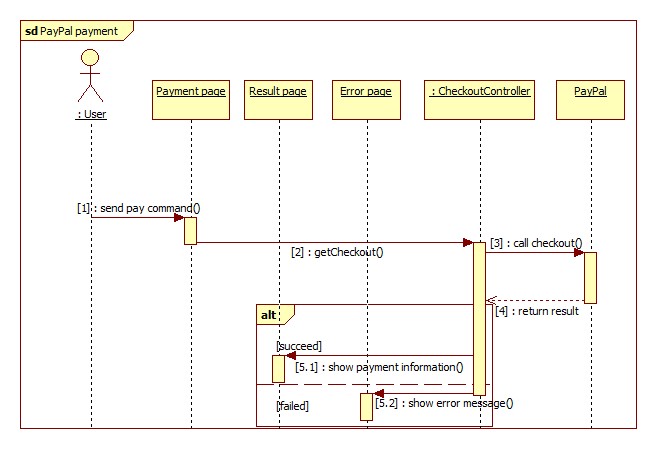 sd PayPal payment
: User
Payment page
Result page
Error page
: CheckoutController
PayPal
[1] : send pay command()
[2] : getCheckout()
[3] : call checkout()
[4] : return result
alt
[succeed]
[5.1] : show payment information()
[5.2] : show error message()
[failed]